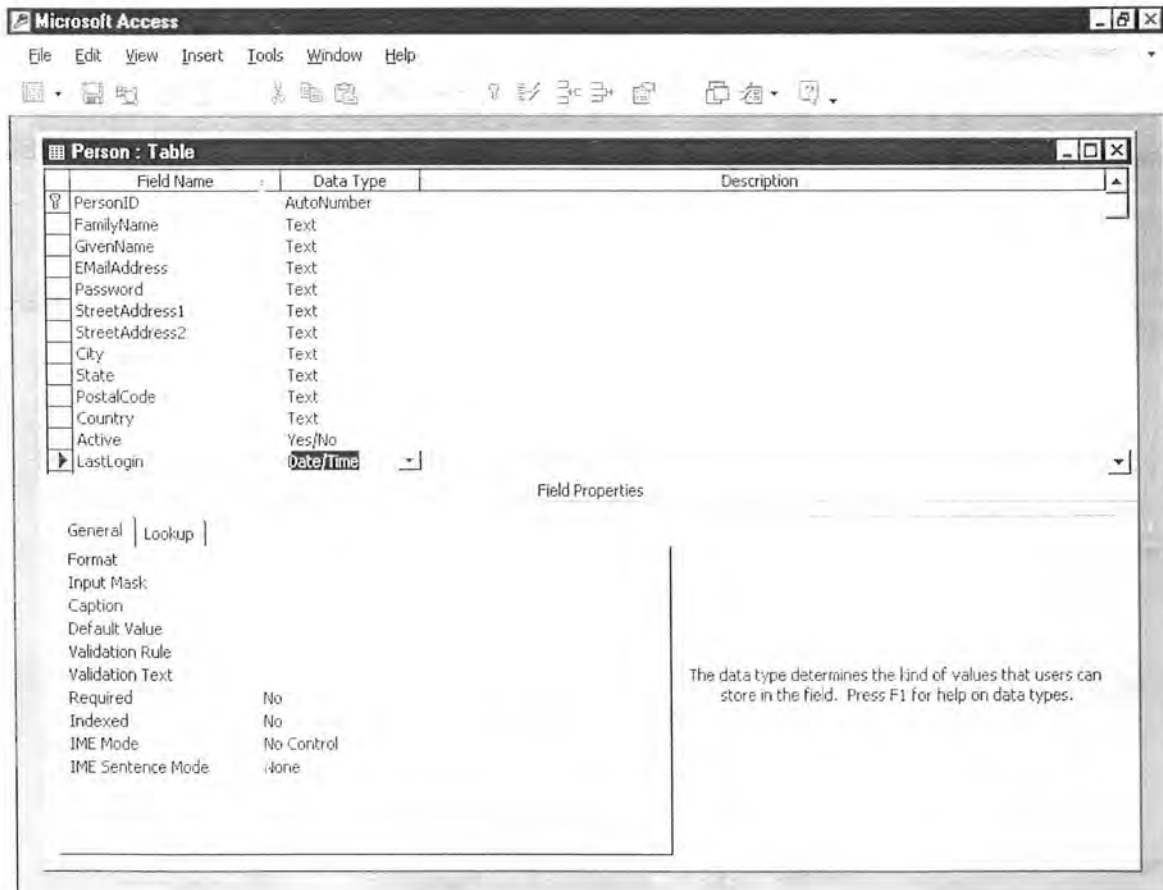 Microsoft Access
File Edit View Insert Tools Window Help
Person : Table
Field Name Data Type Description
PersonID AutoNumber
FamilyName Text
GivenName Text
EMailAddress Text
Password Text
StreetAddress1 Text
StreetAddress2 Text
City Text
State Text
PostalCode Text
Country Text
Active Yes/No
LastLogin Date/Time
Field Properties
General Lookup
Format
Input Mask
Caption
Default Value
Validation Rule
Validation Text
Required No
Indexed No
IME Mode No Control
IME Sentence Mode None
The data type determines the kind of values that users can
store in the field. Press F1 for help on data types.